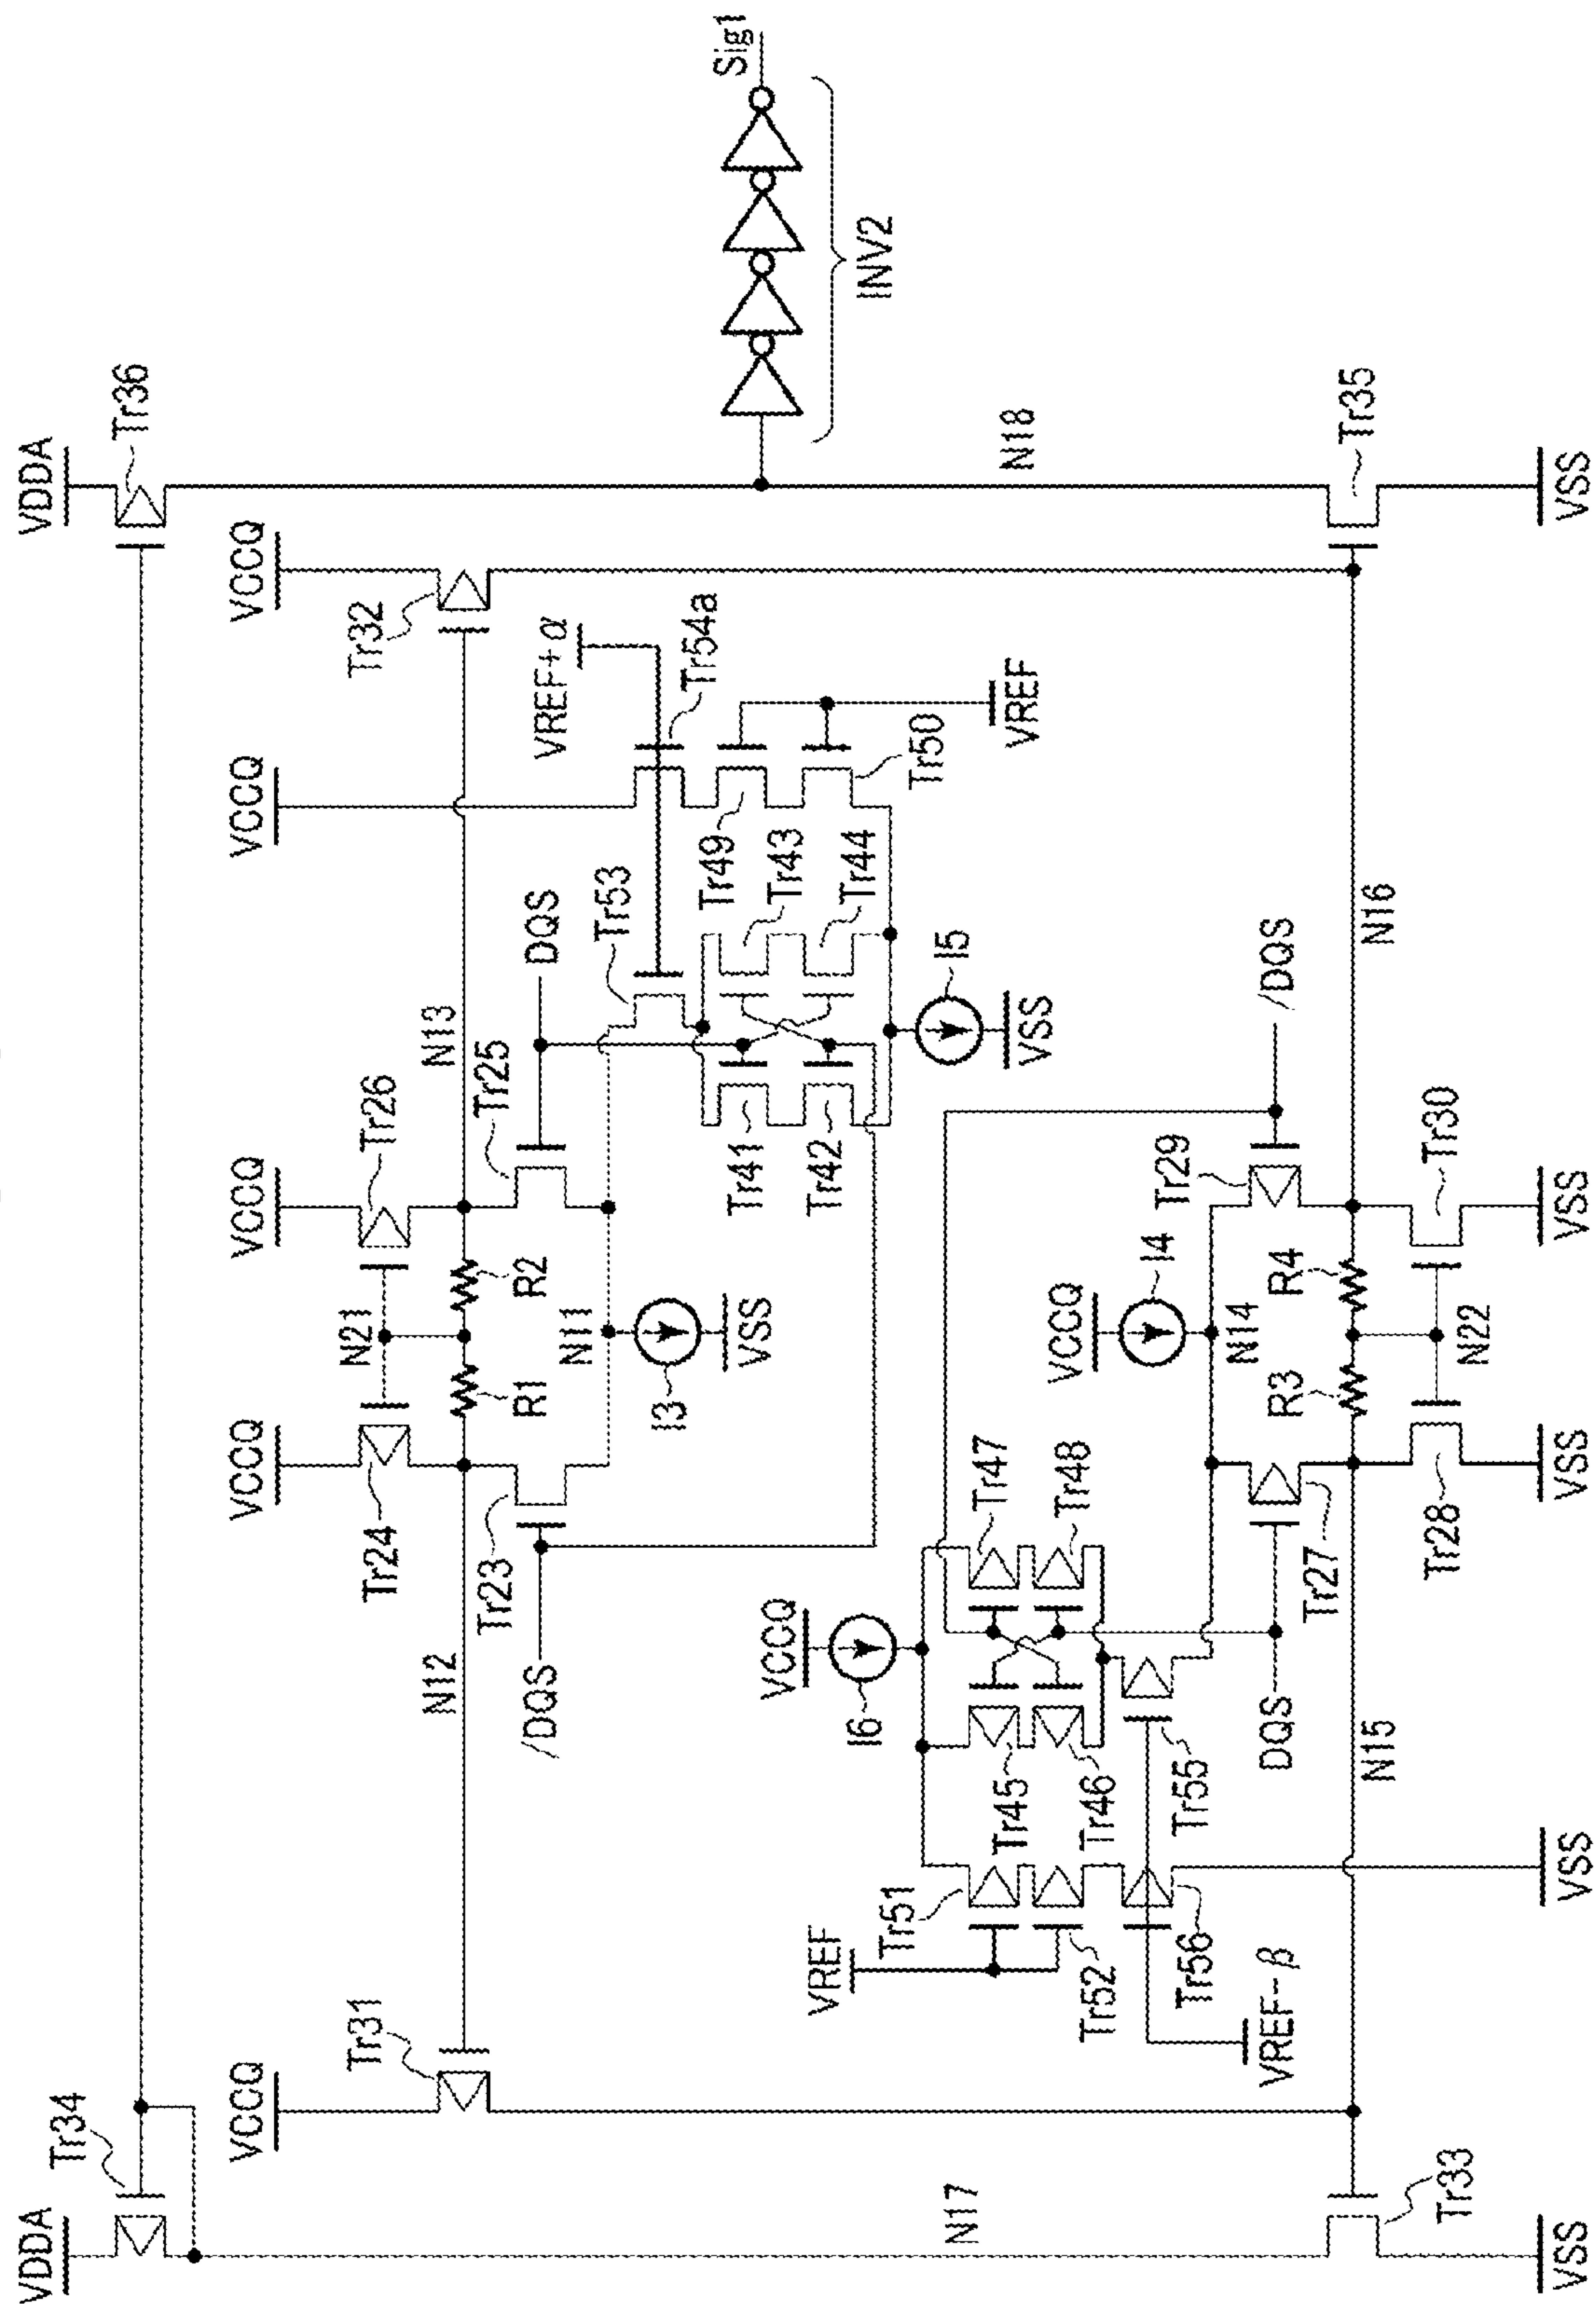 VDDA
Tr34
VDDA
Tr36
VCCQ
Tr31
VCCQ
Tr24
N21
VCCQ
Tr26
VCCQ
VCCQ
Tr32
N12
R1
R2
N13
/DQS
Tr23
N11
Tr25
DQS
I3
VSS
Tr53
VREF+α
Tr54a
Tr41
Tr42
Tr43
Tr44
Tr49
Tr50
VREF
I5
VSS
Sig1
INV2
N18
VREF
Tr51
Tr52
Tr56
VREF-β
VCCQ
I6
Tr45
Tr46
Tr47
Tr48
Tr55
DQS
VCCQ
I4
N14
Tr27
Tr29
/DQS
N15
R3
R4
N16
N17
Tr33
VSS
VSS
Tr28
VSS
N22
Tr30
VSS
Tr35
VSS